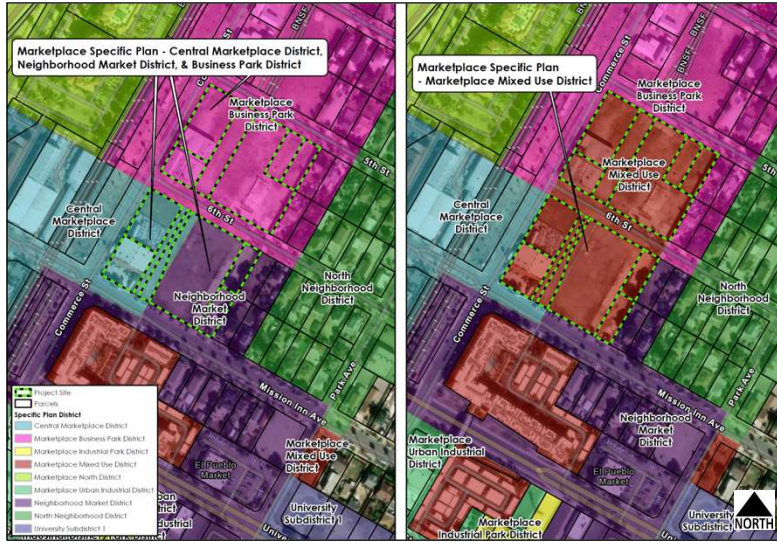 Marketplace Specific Plan - Central Marketplace District,
Neighborhood Market District, & Business Park District
Commerce St
BNSF
BNSF
Marketplace
Business Park
District
5th St
6th St
Central
Marketplace
District
Neighborhood
Market
District
North
Neighborhood
District
Commerce St
Mission Inn Ave
Park Ave
El Pueblo
Market
Marketplace
Mixed Use
District
University
Subdistrict 1
Project Site
Parcels
Specific Plan District
Central Marketplace District
Marketplace Business Park District
Marketplace Industrial Park District
Marketplace Mixed Use District
Marketplace North District
Marketplace Urban Industrial District
Neighborhood Market District
North Neighborhood District
University Subdistrict 1
Marketplace Specific Plan
- Marketplace Mixed Use District
Commerce St
BNSF
BNSF
Marketplace
Business Park
District
5th
Marketplace
Mixed Use
District
6th St
Central
Marketplace
District
North
Neighborhood
District
Commerce St
Mission Inn Ave
Park Ave
Neighborhood
Market
District
Marketplace
Urban Industrial
District
El Pueblo
Market
University
Subdistrict 1
Marketplace
Industrial Park
District
NORTH